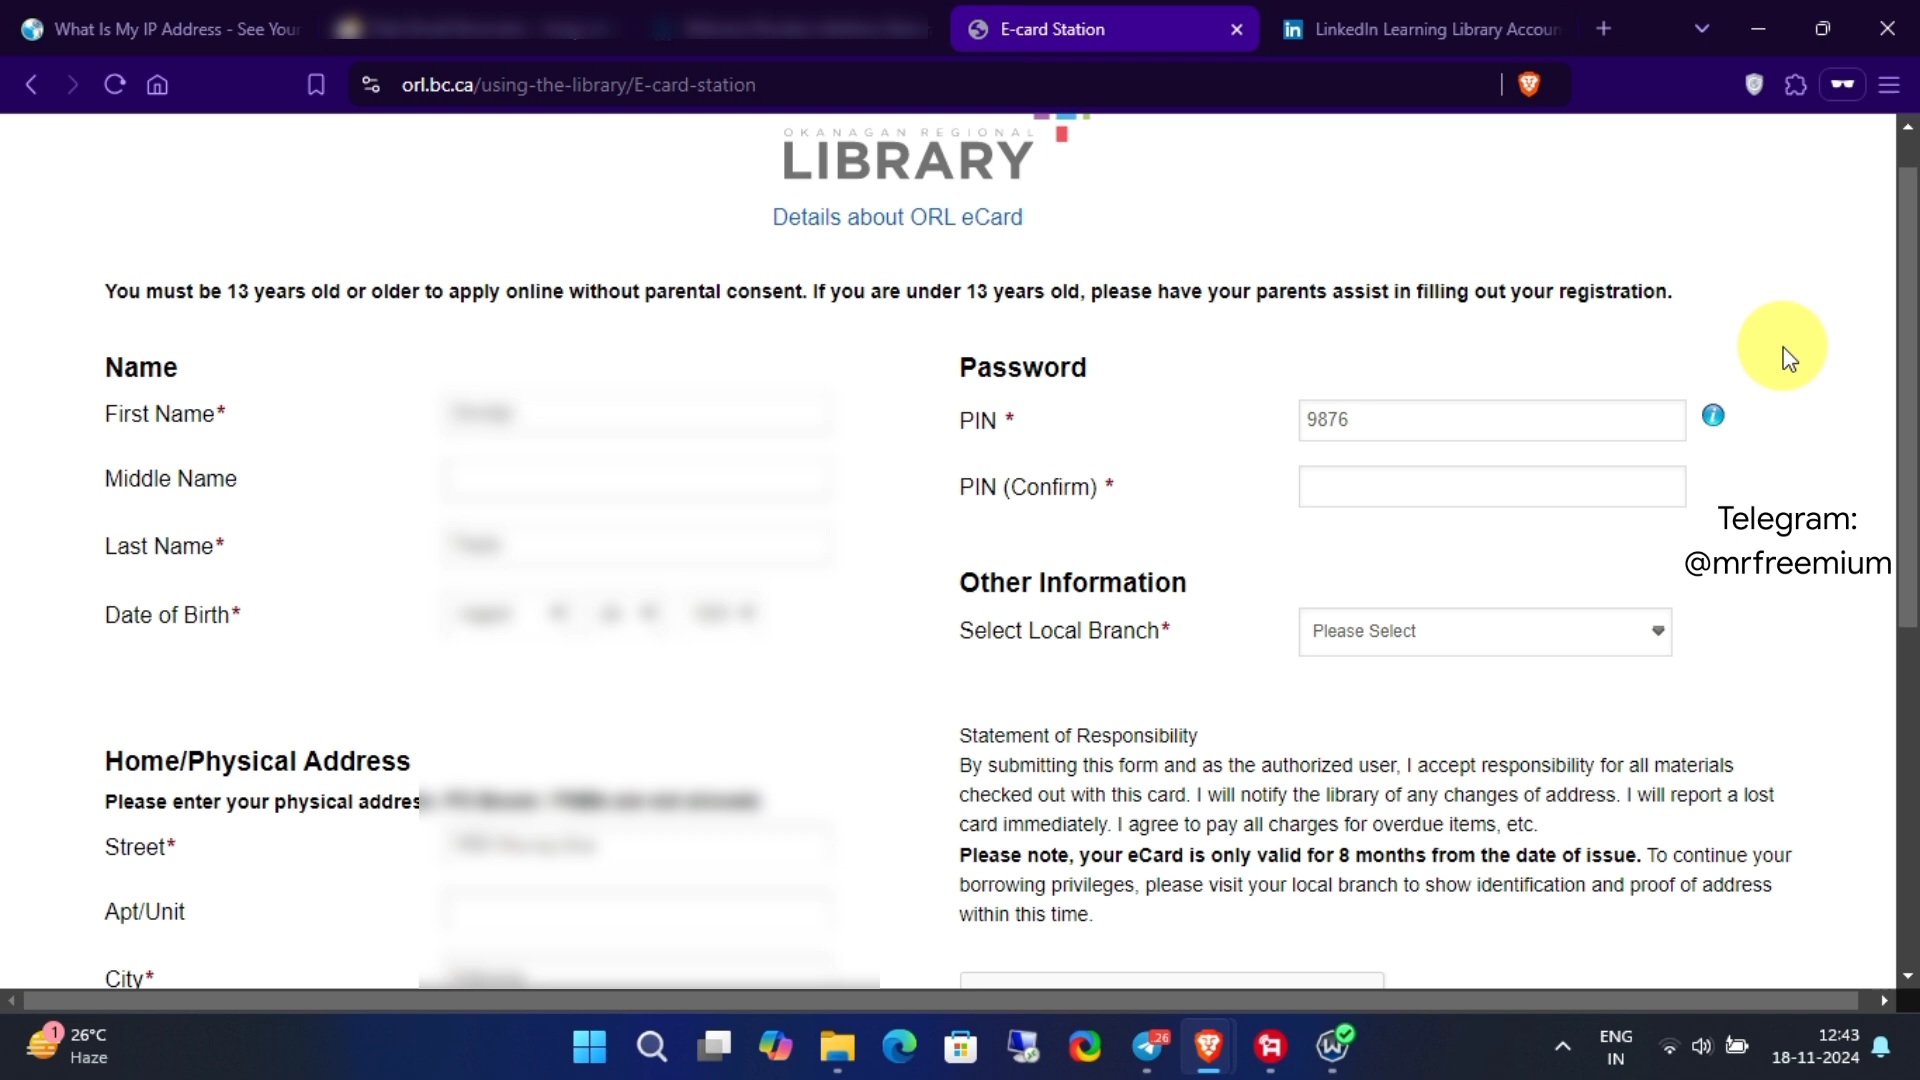 What Is My IP Address - See Your
E-card Station
LinkedIn Learning Library Accoun
orl.bc.ca/using-the-library/E-card-station
OKANAGAN REGIONAL
LIBRARY
Details about ORL eCard
You must be 13 years old or older to apply online without parental consent. If you are under 13 years old, please have your parents assist in filling out your registration.
Name
First Name*
Middle Name
Last Name*
Date of Birth*
Home/Physical Address
Please enter your physical addres
Street*
Apt/Unit
City*
Password
PIN *
9876
PIN (Confirm) *
Telegram:
@mrfreemium
Other Information
Select Local Branch*
Please Select
Statement of Responsibility
By submitting this form and as the authorized user, I accept responsibility for all materials
checked out with this card. I will notify the library of any changes of address. I will report a lost
card immediately. I agree to pay all charges for overdue items, etc.
Please note, your eCard is only valid for 8 months from the date of issue. To continue your
borrowing privileges, please visit your local branch to show identification and proof of address
within this time.
1
26°C
Haze
26
ENG
IN
12:43
18-11-2024